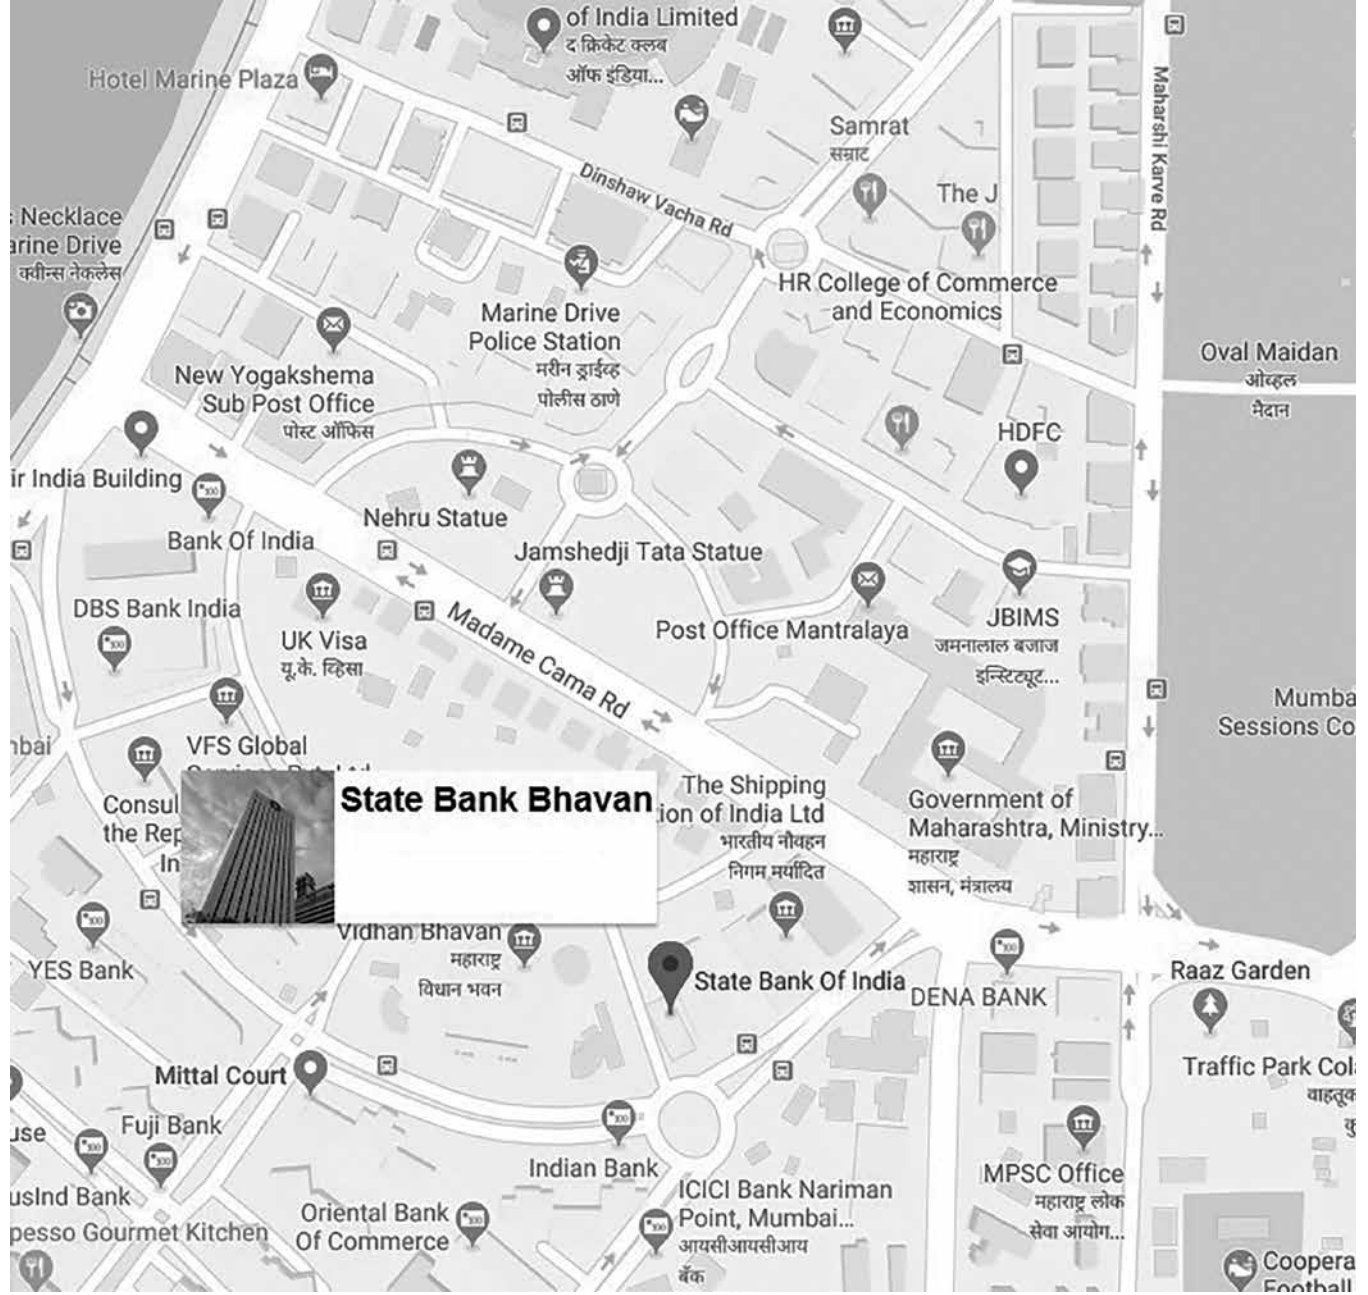 of India Limited
द क्रिकेट क्लब
ऑफ इंडिया...
Hotel Marine Plaza
Maharshi Karve Rd
Samrat
सम्राट
Dinshaw Vacha Rd
The J
Necklace
arine Drive
क्वीन्स नेकलेस
HR College of Commerce
and Economics
Marine Drive
Police Station
मरीन ड्राईव्ह
पोलीस ठाणे
Oval Maidan
ओव्हल
मैदान
New Yogakshema
Sub Post Office
पोस्ट ऑफिस
HDFC
ir India Building
Nehru Statue
Bank Of India
Jamshedji Tata Statue
DBS Bank India
UK Visa
यू.के. व्हिसा
Madame Cama Rd
Post Office Mantralaya
JBIMS
जमनालाल बजाज
इन्स्टिट्यूट...
Mumba
Sessions Co
bai
VFS Global
Consul
the Rep
In
State Bank Bhavan
The Shipping
ion of India Ltd
भारतीय नौवहन
निगम मर्यादित
Government of
Maharashtra, Ministry...
महाराष्ट्र
शासन, मंत्रालय
YES Bank
Vidhan Bhavan
महाराष्ट्र
विधान भवन
State Bank Of India
DENA BANK
Raaz Garden
Mittal Court
Traffic Park Col
वाहतूक
Fuji Bank
use
Indian Bank
MPSC Office
महाराष्ट्र लोक
सेवा आयोग...
usInd Bank
pesso Gourmet Kitchen
Oriental Bank
Of Commerce
ICICI Bank Nariman
Point, Mumbai...
आयसीआयसीआय
बँक
Coopera
Football